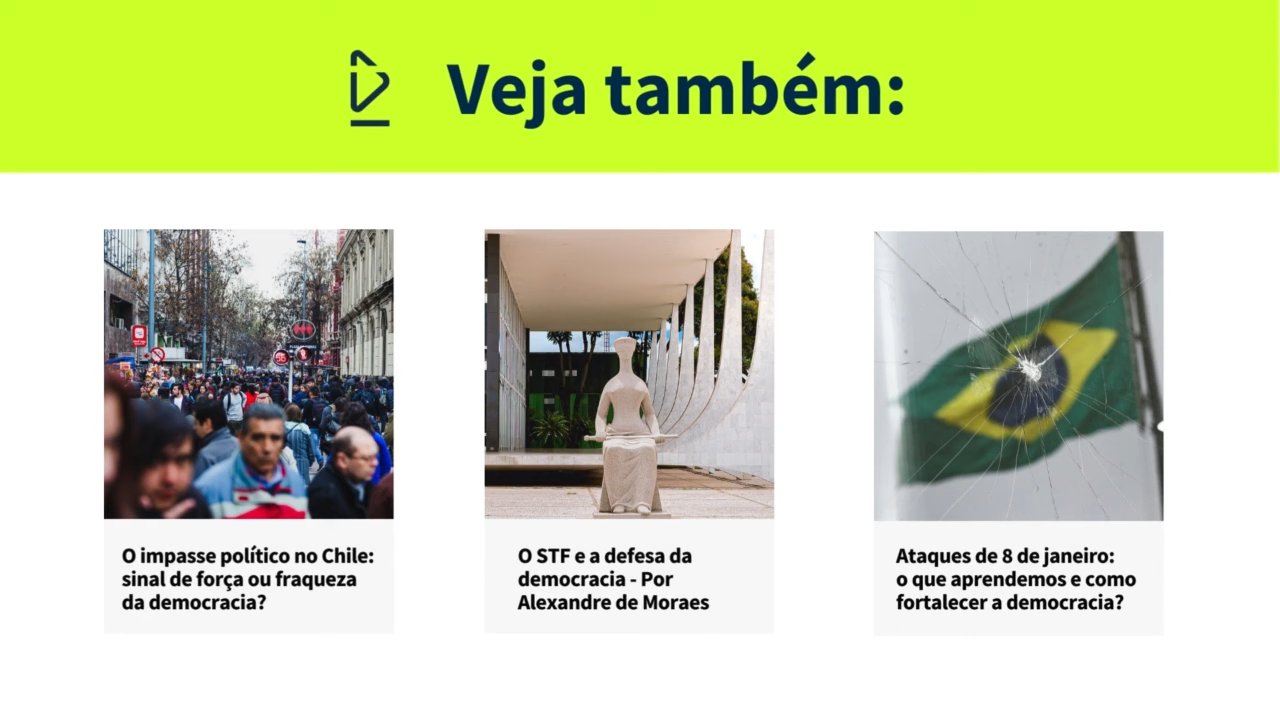 Veja também:
O impasse político no Chile:
sinal de força ou fraqueza
da democracia?
O STF e a defesa da
democracia - Por
Alexandre de Moraes
Ataques de 8 de janeiro:
o que aprendemos e como
fortalecer a democracia?